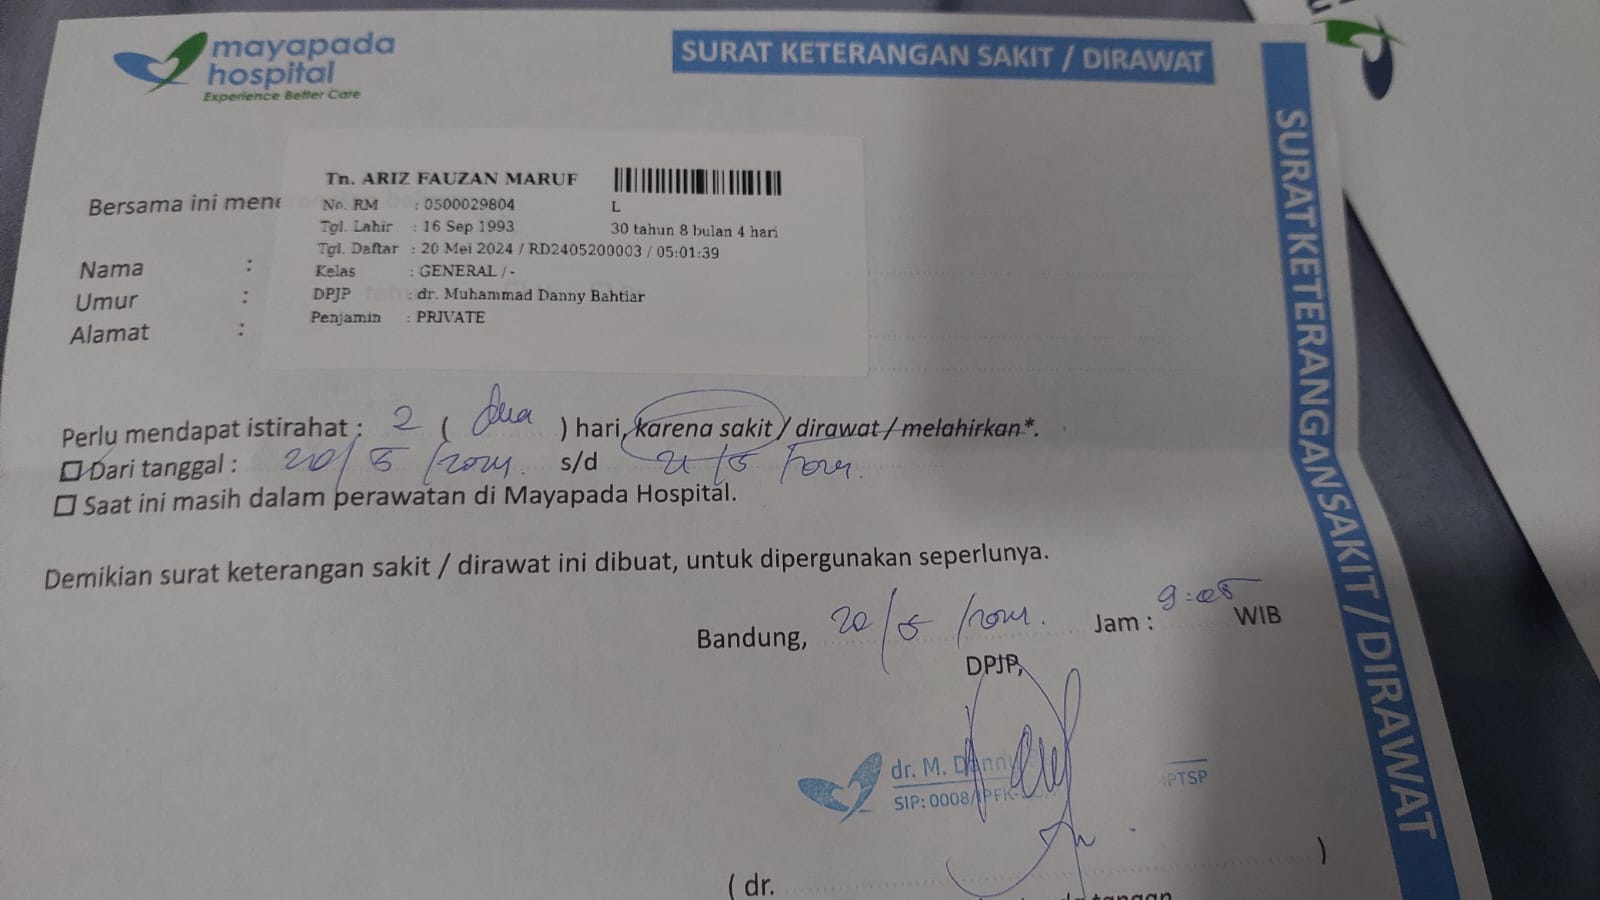 mayapada
hospital
Experience Better Care
SURAT KETERANGAN SAKIT / DIRAWAT
SURAT KETERANGAN SAKIT / DIRAWAT
Bersama ini
Tn. ARIZ FAUZAN MARUF
No. RM : 0500029804 L
Tgl. Lahir : 16 Sep 1993 30 tahun 8 bulan 4 hari
Tgl. Daftar : 20 Mei 2024 / RD2405200003 / 05:01:39
Kelas : GENERAL / -
DPJP : dr. Muhammad Danny Bahtiar
Penjamin : PRIVATE
Nama :
Umur :
Alamat :
Perlu mendapat istirahat : 2 ( dua ) hari, karena sakit / dirawat / melahirkan*.
Dari tanggal : 20/5/2024 s/d 21/5/2024.
Saat ini masih dalam perawatan di Mayapada Hospital.
Demikian surat keterangan sakit / dirawat ini dibuat, untuk dipergunakan seperlunya.
Bandung, 20/5/2024. Jam : 9:05 WIB
DPJP,
dr. M. Danny
SIP: 0008/
PTSP
( dr. )